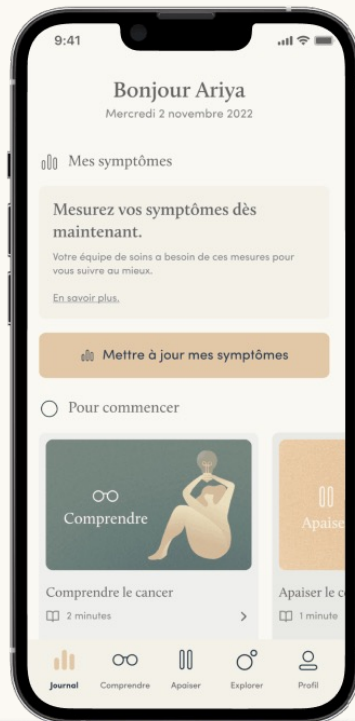 9:41
Bonjour Ariya
Mercredi 2 novembre 2022
Mes symptômes
Mesurez vos symptômes dès
maintenant.
Votre équipe de soins a besoin de ces mesures pour
vous suivre au mieux.
En savoir plus.
Mettre à jour mes symptômes
Pour commencer
Comprendre
Apaise
Comprendre le cancer
Apaiser le c
2 minutes
1 minute
Journal
Comprendre
Apaiser
Explorer
Profil